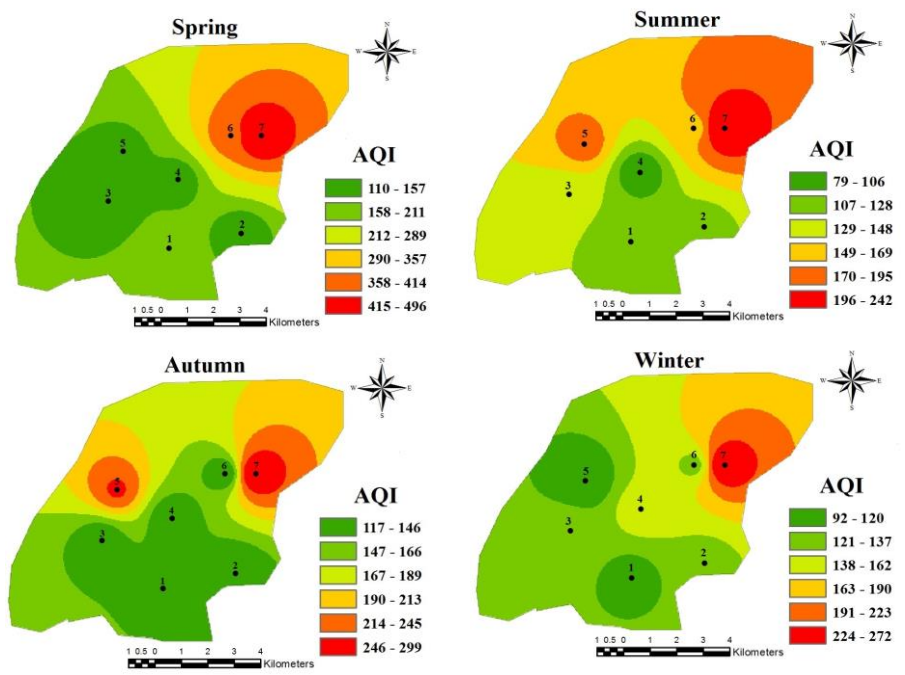 Spring
N
W E
S
6 7
5
4
3
2
1
AQI
110 - 157
158 - 211
212 - 289
290 - 357
358 - 414
415 - 496
1 0.5 0 1 2 3 4
Kilometers
Summer
N
W E
S
6 7
5
4
3
2
1
AQI
79 - 106
107 - 128
129 - 148
149 - 169
170 - 195
196 - 242
1 0.5 0 1 2 3 4
Kilometers
Autumn
N
W E
S
6 7
5
4
3
2
1
AQI
117 - 146
147 - 166
167 - 189
190 - 213
214 - 245
246 - 299
1 0.5 0 1 2 3 4
Kilometers
Winter
N
W E
S
6 7
5
4
3
2
1
AQI
92 - 120
121 - 137
138 - 162
163 - 190
191 - 223
224 - 272
1 0.5 0 1 2 3 4
Kilometers